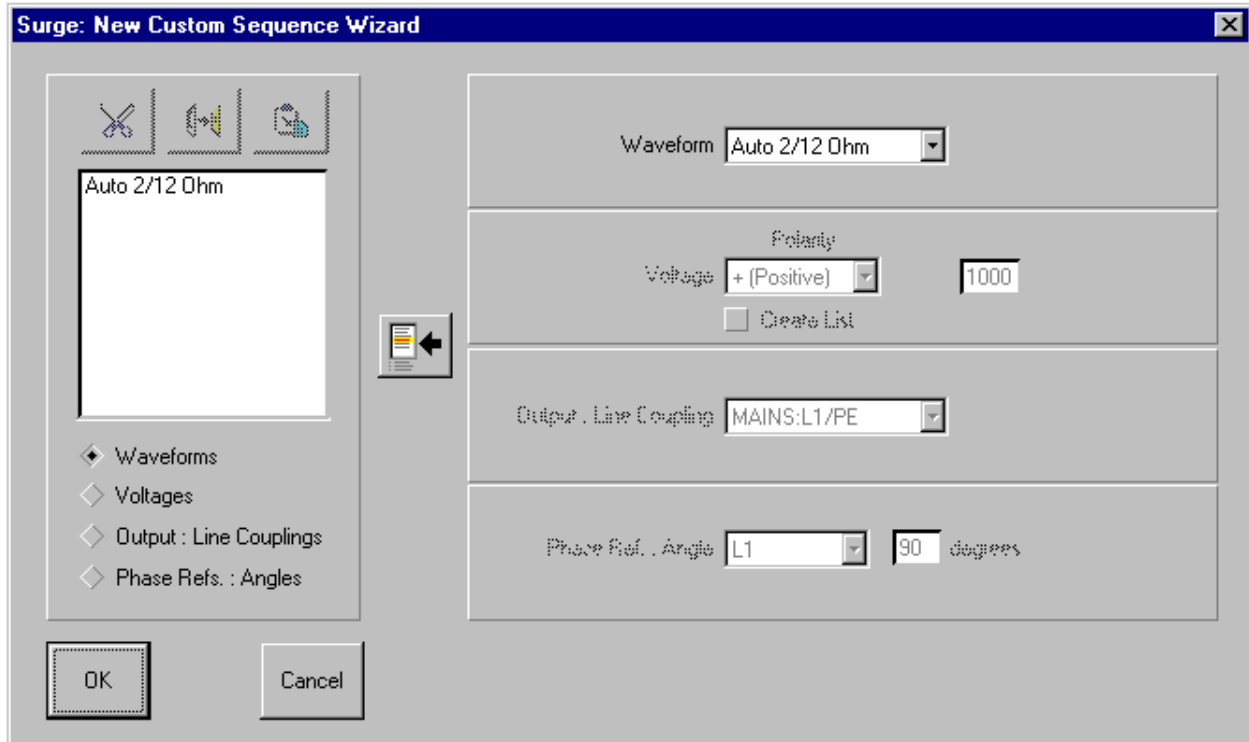 Surge: New Custom Sequence Wizard
Auto 2/12 Ohm
Waveforms
Voltages
Output : Line Couplings
Phase Refs. : Angles
OK
Cancel
Waveform Auto 2/12 Ohm
Polarity
Voltage + (Positive) 1000
Create List
Output : Line Coupling MAINS:L1/PE
Phase Ref. : Angle L1 90 degrees